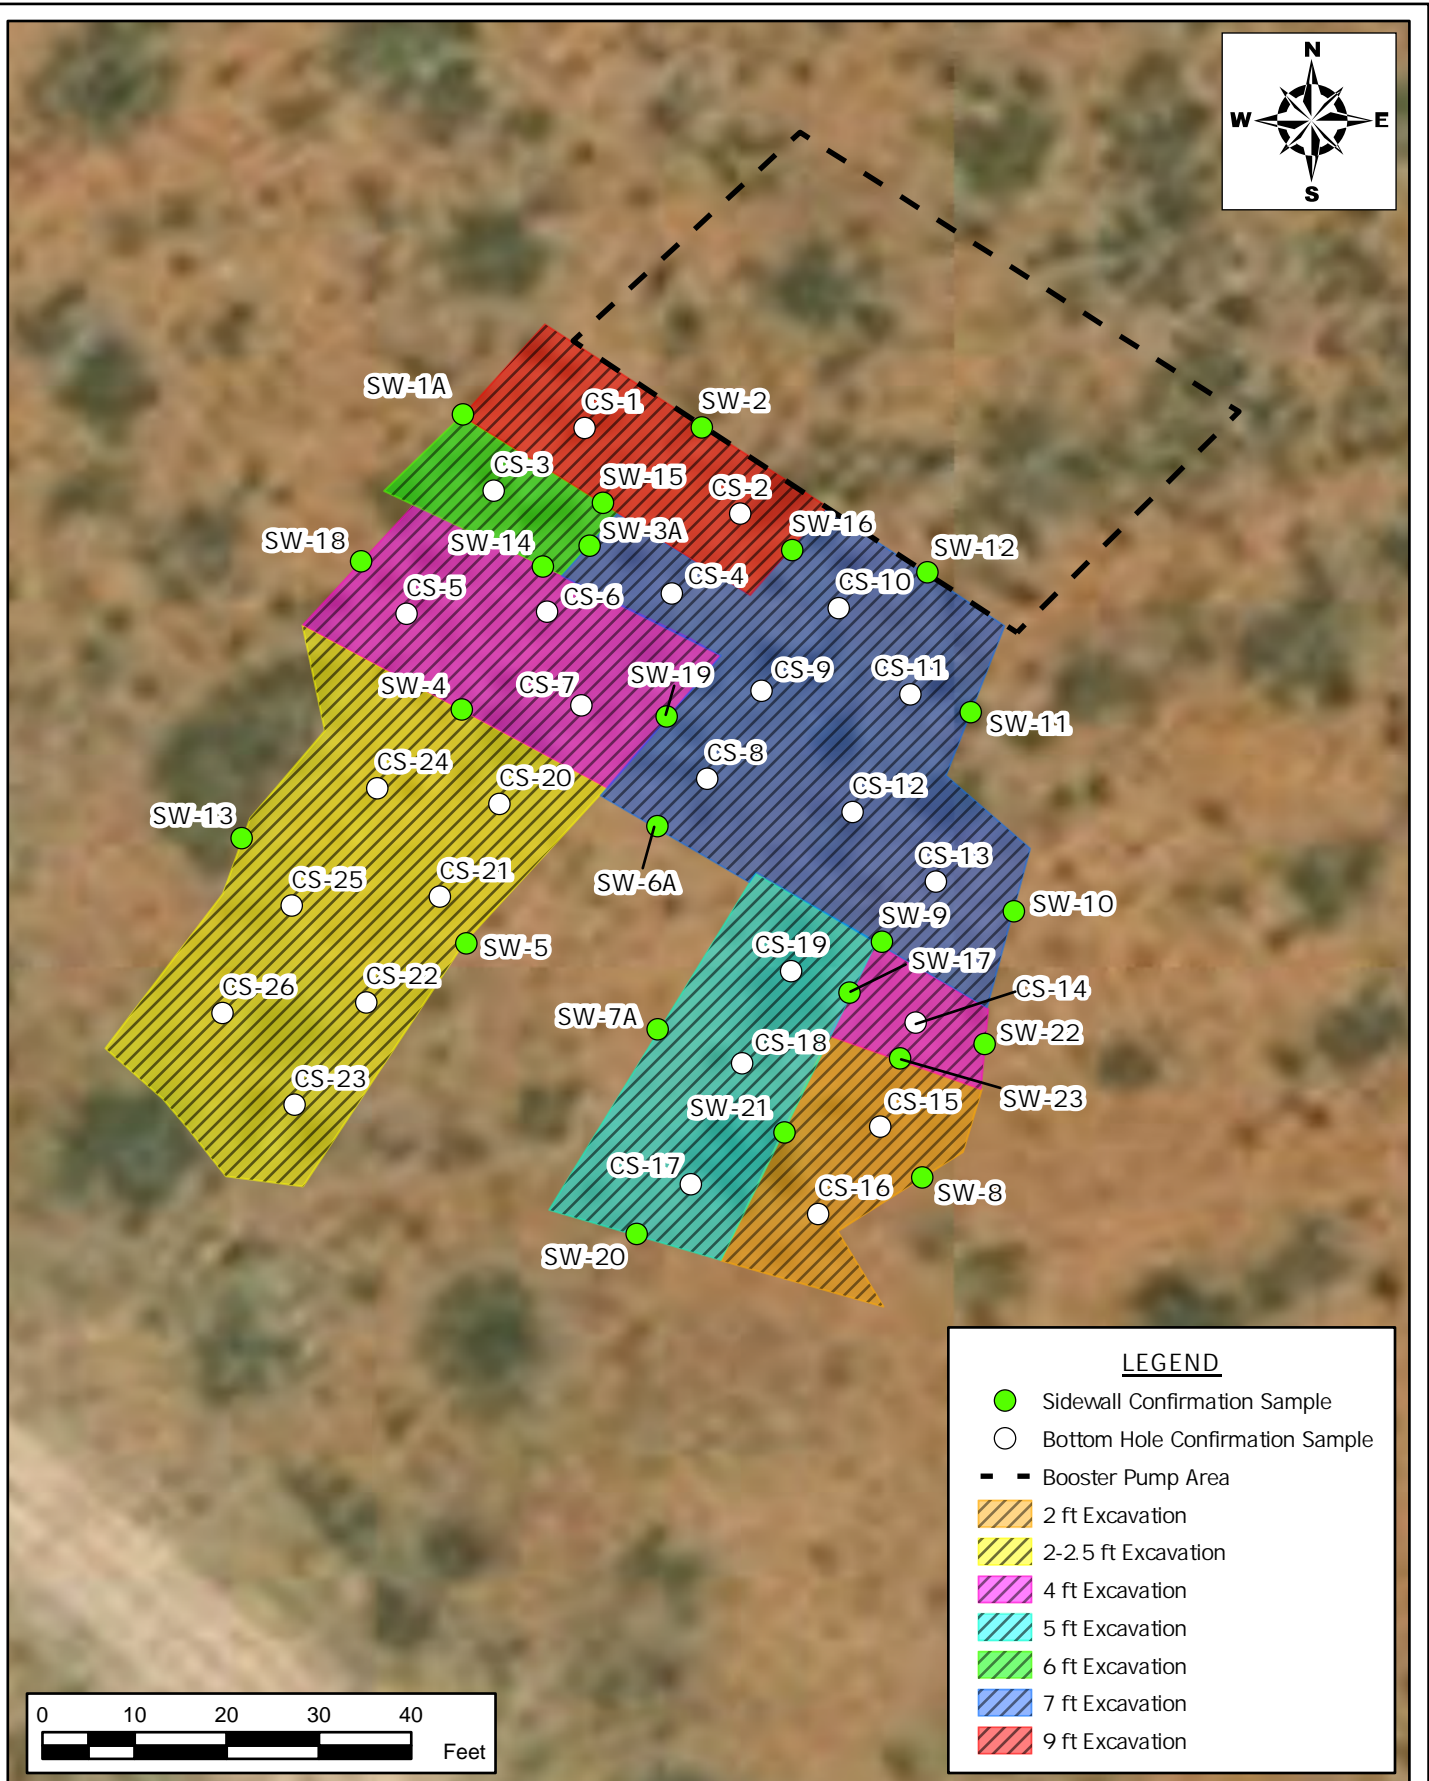 N
W E
S
SW-1A
CS-1
SW-2
CS-3
SW-15
CS-2
SW-3A
SW-16
SW-18
SW-14
SW-12
CS-4
CS-10
CS-5
CS-6
SW-19
CS-9
CS-11
SW-4
CS-7
SW-11
CS-24
CS-8
CS-20
CS-12
SW-13
CS-13
CS-25
CS-21
SW-6A
SW-10
SW-9
SW-5
CS-19
SW-17
CS-26
CS-22
CS-14
SW-7A
SW-22
CS-18
CS-23
SW-23
SW-21
CS-15
CS-17
CS-16
SW-8
SW-20
LEGEND
Sidewall Confirmation Sample
Bottom Hole Confirmation Sample
Booster Pump Area
2 ft Excavation
2-2.5 ft Excavation
4 ft Excavation
5 ft Excavation
6 ft Excavation
7 ft Excavation
9 ft Excavation
0 10 20 30 40
Feet